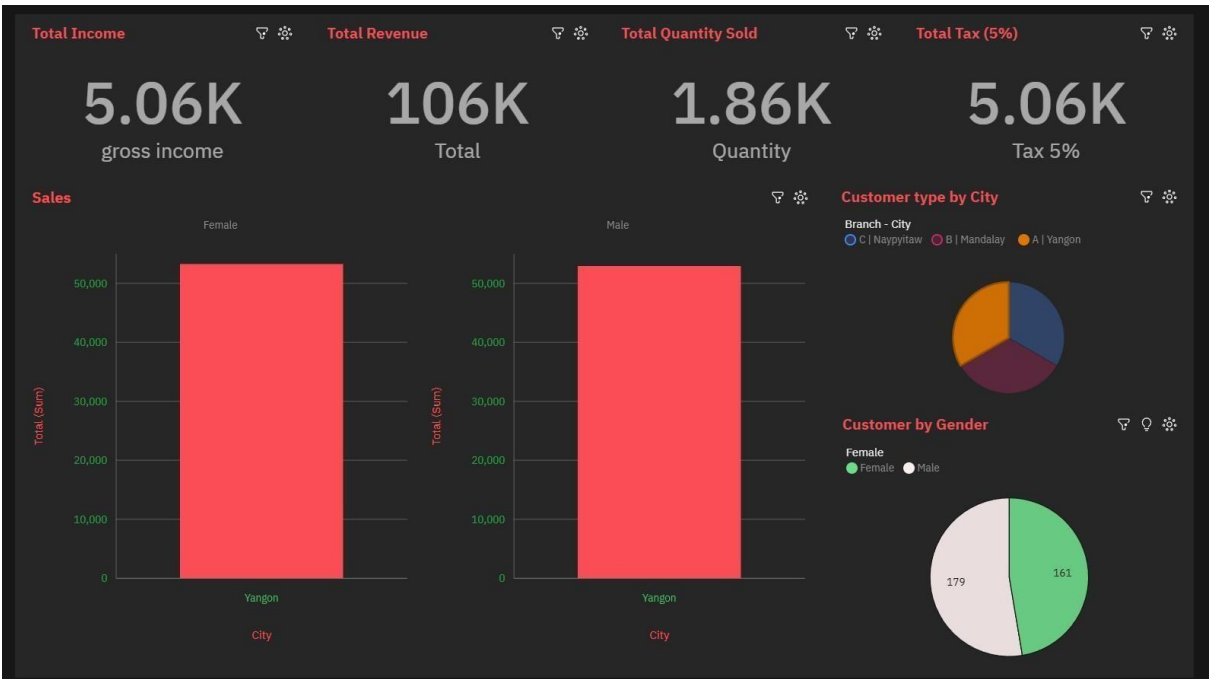 Total Income
5.06K
gross income
Total Revenue
106K
Total
Total Quantity Sold
1.86K
Quantity
Total Tax (5%)
5.06K
Tax 5%
Sales
Female
Total (Sum)
50,000
40,000
30,000
20,000
10,000
0
Yangon
City
Male
Total (Sum)
50,000
40,000
30,000
20,000
10,000
0
Yangon
City
Customer type by City
Branch - City
C | Naypyitaw B | Mandalay A | Yangon
Customer by Gender
Female
Female Male
179
161